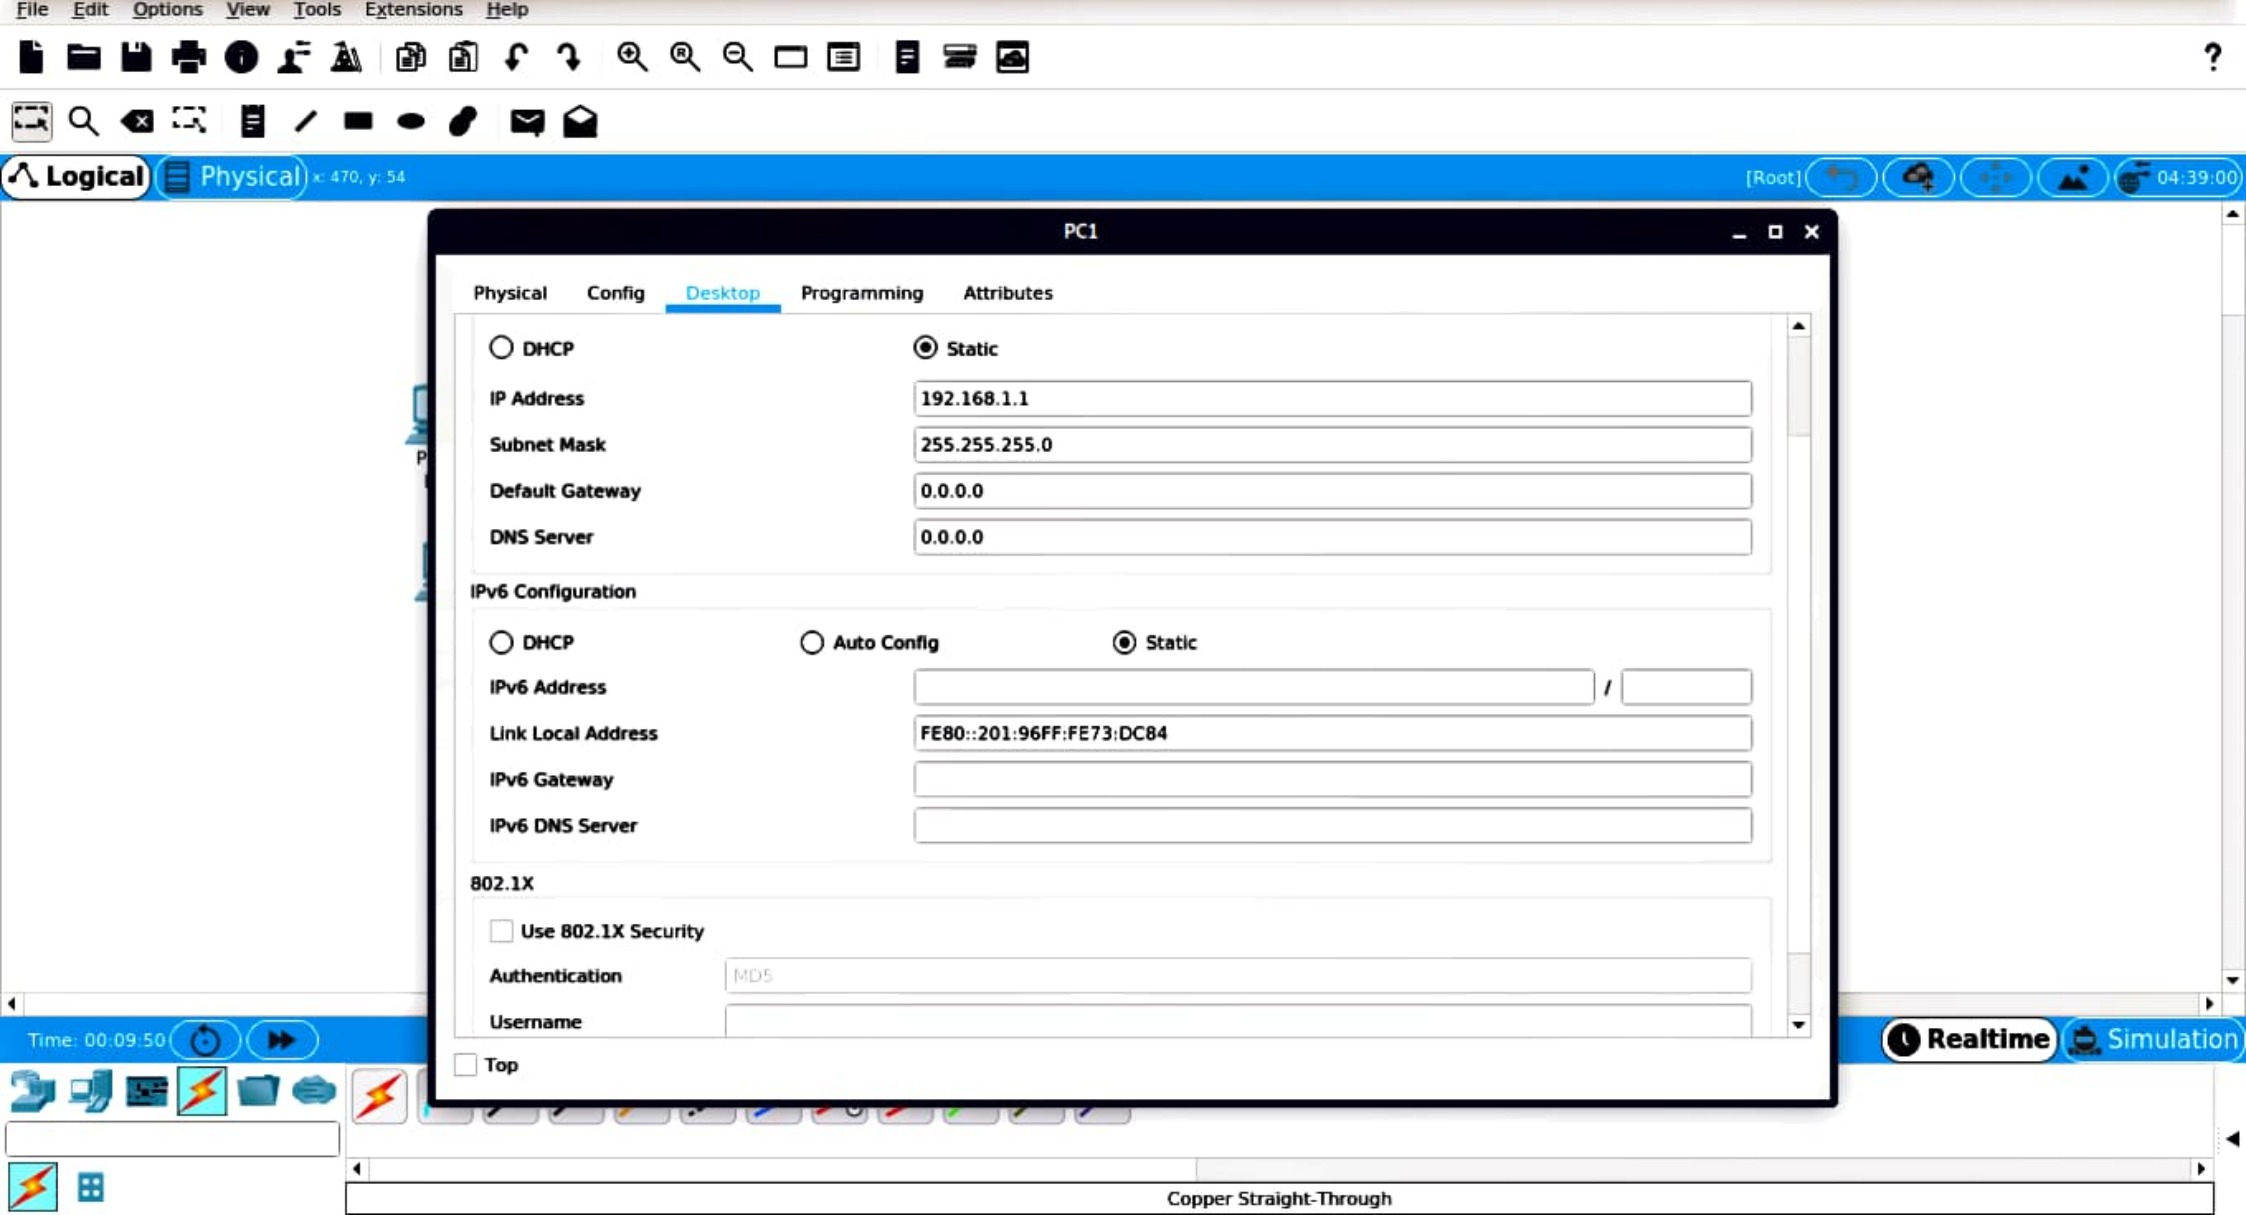 File Edit Options View Tools Extensions Help
?
Logical Physical x: 470, y: 54 [Root] 04:39:00
PC1
Physical Config Desktop Programming Attributes
DHCP Static
IP Address 192.168.1.1
Subnet Mask 255.255.255.0
Default Gateway 0.0.0.0
DNS Server 0.0.0.0
IPv6 Configuration
DHCP Auto Config Static
IPv6 Address /
Link Local Address FE80::201:96FF:FE73:DC84
IPv6 Gateway
IPv6 DNS Server
802.1X
Use 802.1X Security
Authentication MD5
Username
Time: 00:09:50 Realtime Simulation
Top
Copper Straight-Through